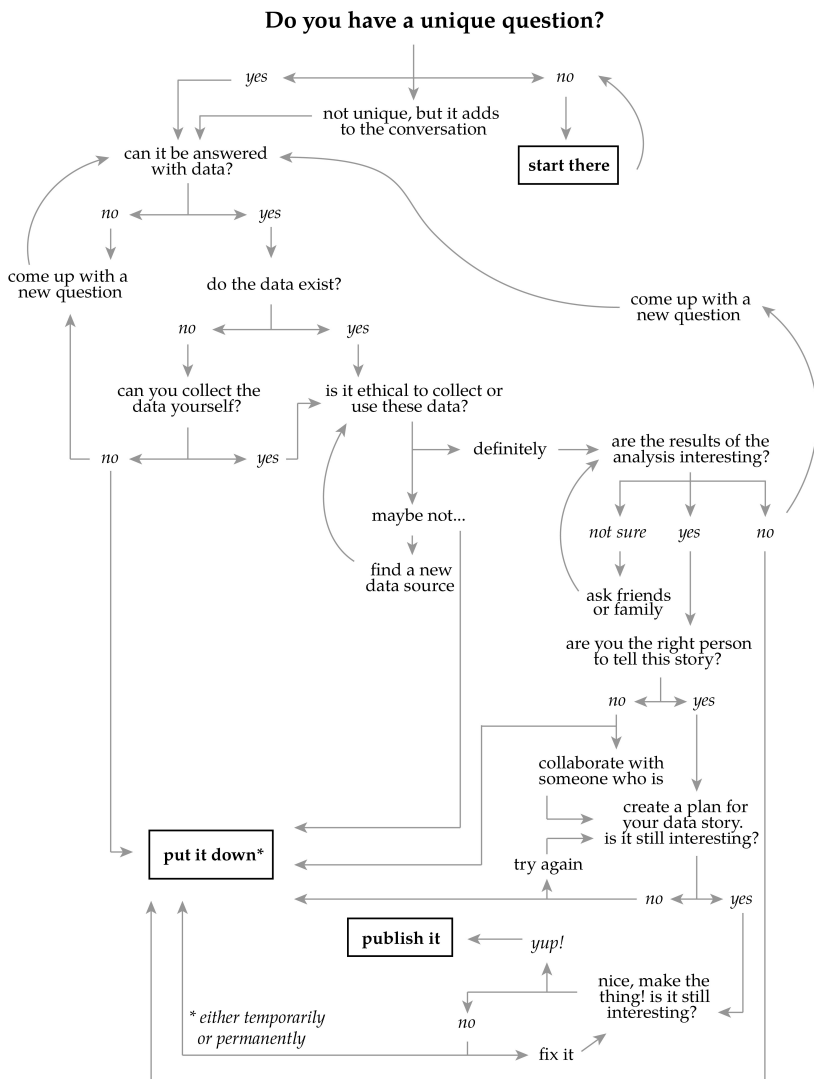 Do you have a unique question?
yes
no
not unique, but it adds
to the conversation
start there
can it be answered
with data?
no
yes
come up with a
new question
do the data exist?
come up with a
new question
no
yes
can you collect the
data yourself?
is it ethical to collect or
use these data?
no
yes
definitely
are the results of the
analysis interesting?
maybe not...
not sure
yes
no
find a new
data source
ask friends
or family
are you the right person
to tell this story?
no
yes
collaborate with
someone who is
create a plan for
your data story.
is it still interesting?
put it down*
try again
no
yes
publish it
yup!
nice, make the
thing! is it still
interesting?
* either temporarily
or permanently
no
fix it